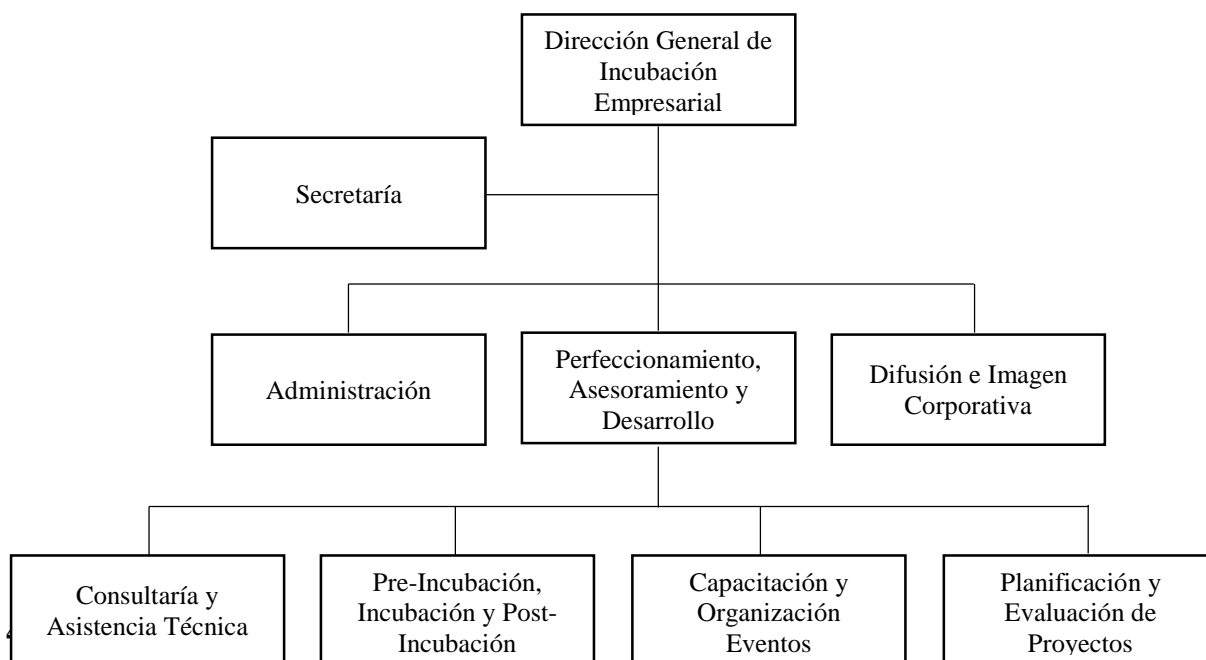 Dirección General de
Incubación
Empresarial
Secretaría
Administración
Perfeccionamiento,
Asesoramiento y
Desarrollo
Difusión e Imagen
Corporativa
Consultaría y
Asistencia Técnica
Pre-Incubación,
Incubación y Post-
Incubación
Capacitación y
Organización
Eventos
Planificación y
Evaluación de
Proyectos